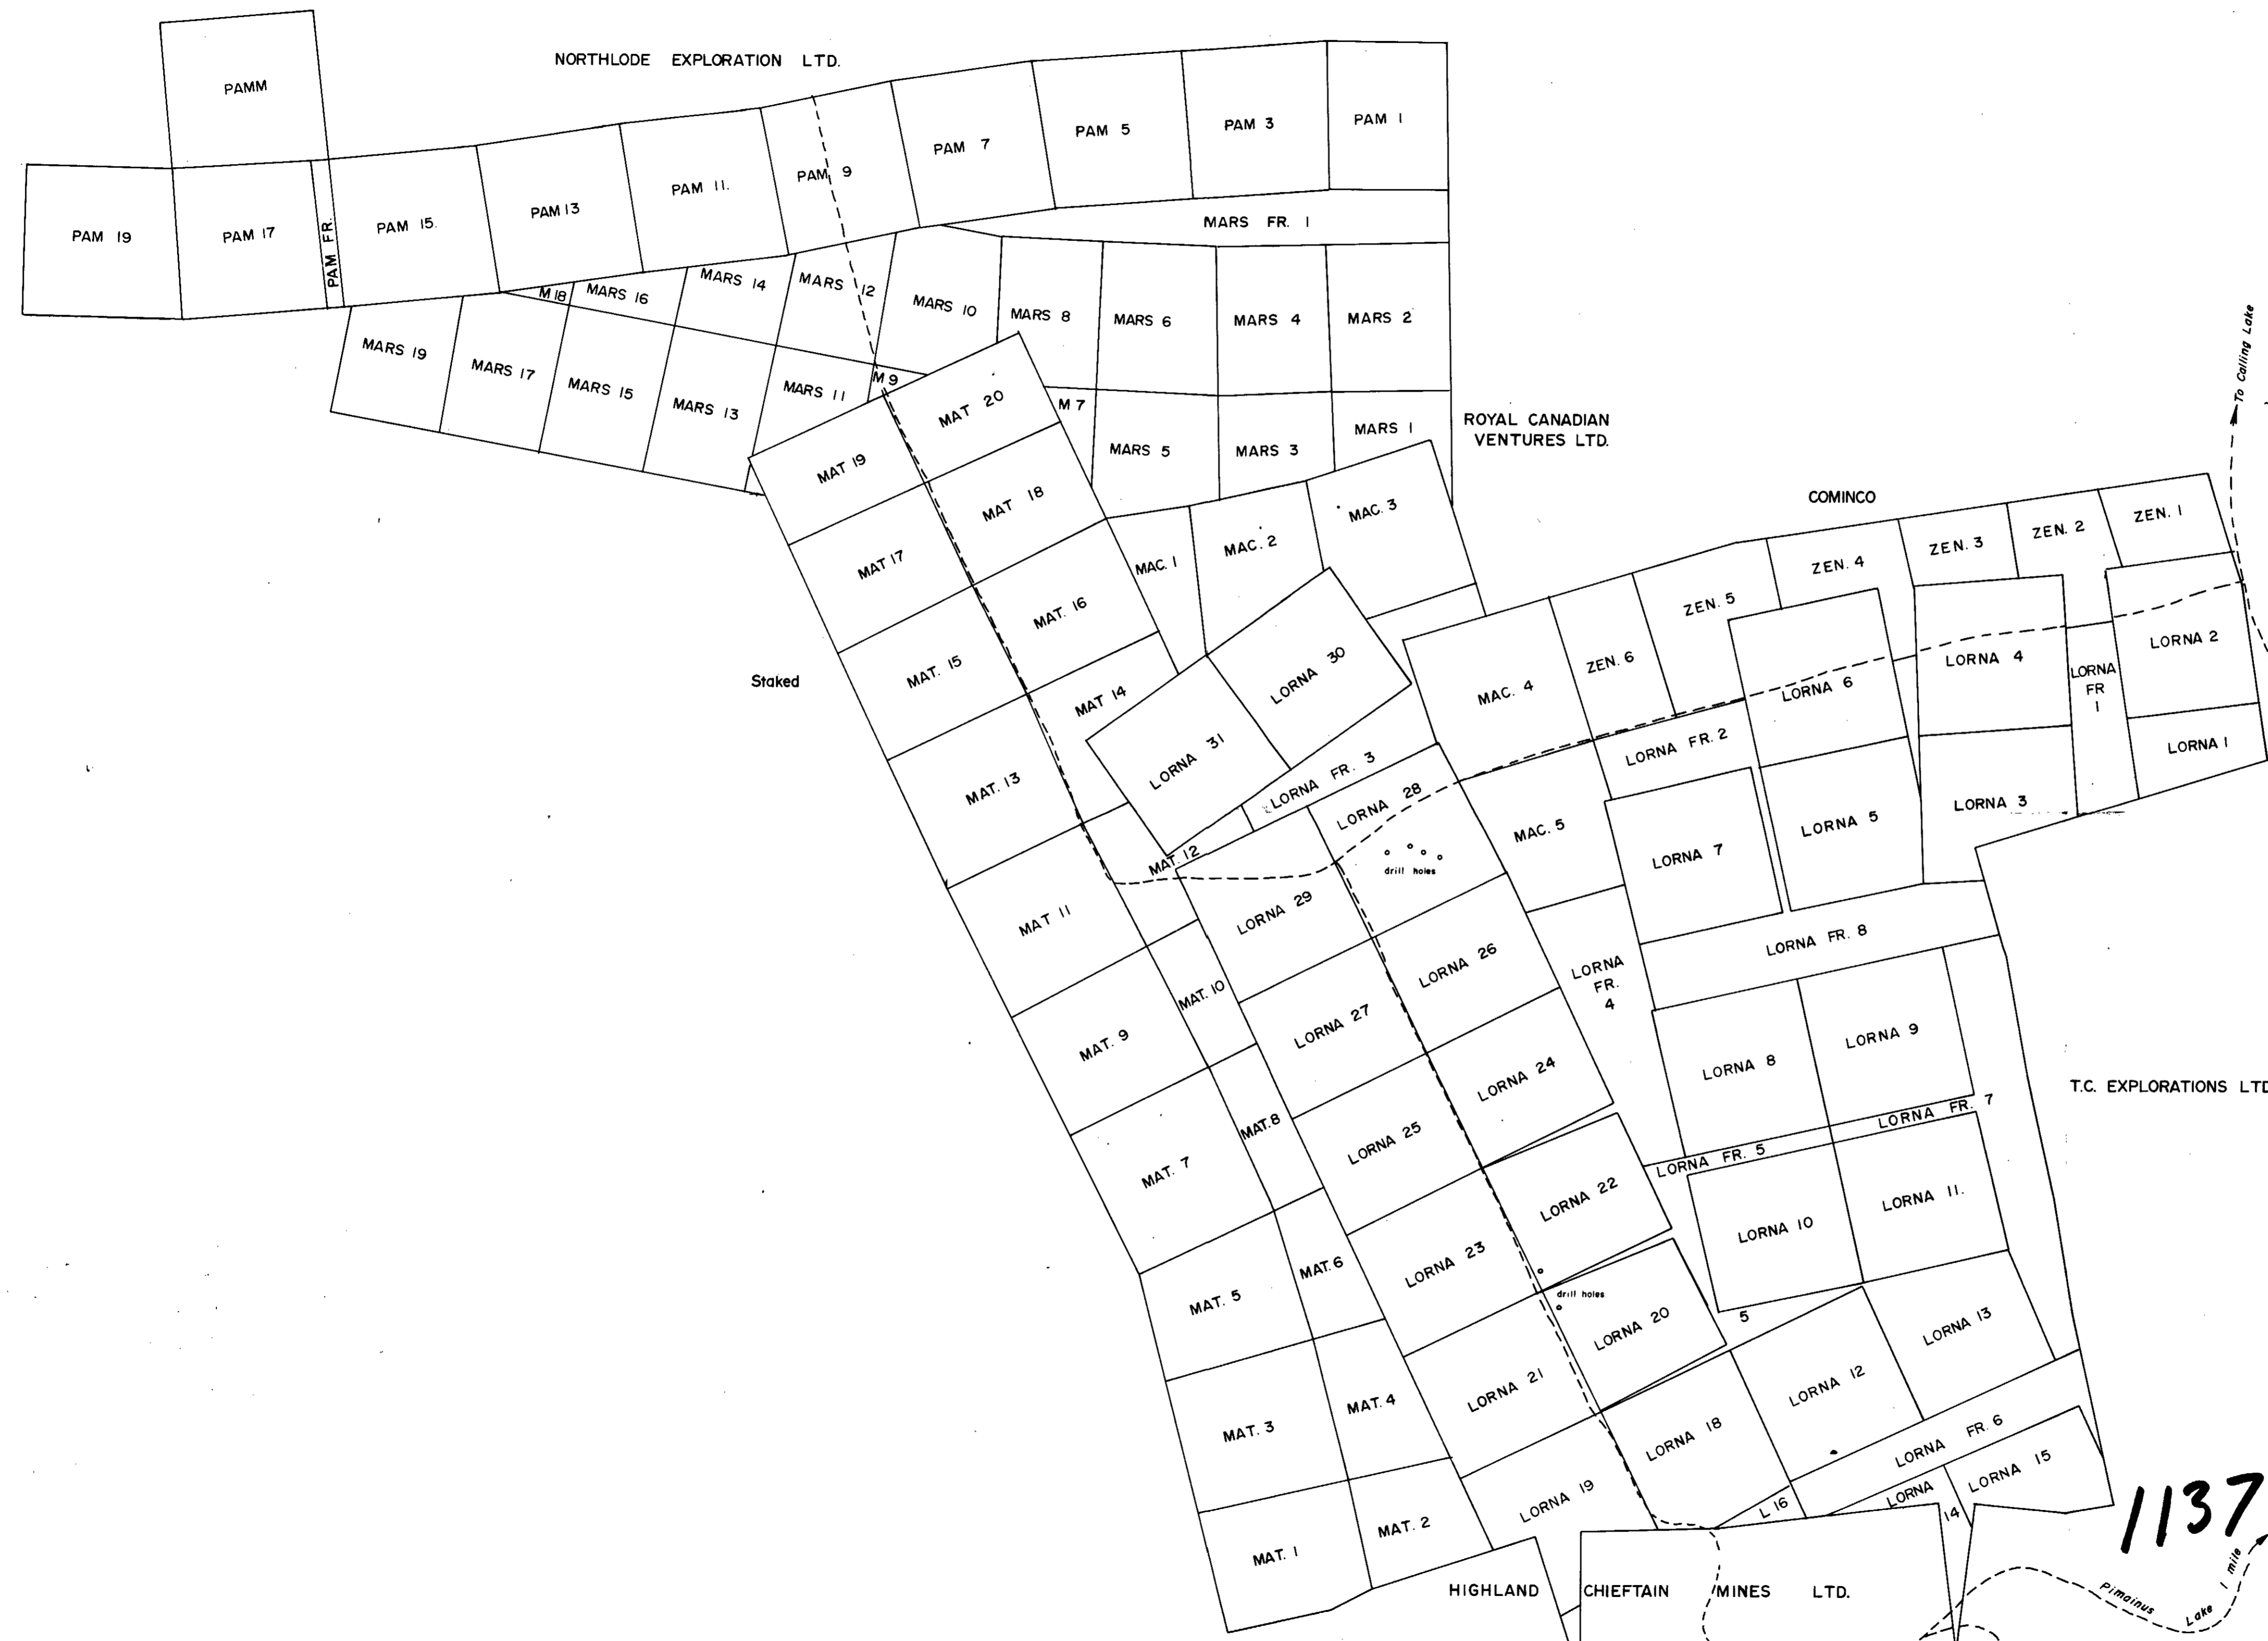 PAMM
NORTHLODE EXPLORATION LTD.
PAM 19
PAM 17
PAM FR.
PAM 15.
PAM 13
PAM 11.
PAM 9
PAM 7
PAM 5
PAM 3
PAM 1
MARS FR. 1
MARS 19
MARS 17
M 18
MARS 16
MARS 15
MARS 14
MARS 13
MARS 12
MARS 11
M 9
MARS 10
MARS 8
MARS 6
MARS 4
MARS 2
M 7
MARS 5
MARS 3
MARS 1
ROYAL CANADIAN
VENTURES LTD.
MAT 20
MAT 19
MAT 18
MAT 17
MAT. 16
MAT. 15
MAT 14
MAT. 13
MAT. 12
MAT 11
MAT. 10
MAT. 9
MAT. 8
MAT. 7
MAT. 6
MAT. 5
MAT. 4
MAT. 3
MAT. 2
MAT. 1
Staked
MAC. 1
MAC. 2
MAC. 3
MAC. 4
MAC. 5
COMINCO
ZEN. 6
ZEN. 5
ZEN. 4
ZEN. 3
ZEN. 2
ZEN. 1
To Calling Lake
LORNA 30
LORNA 31
LORNA FR. 3
LORNA 28
drill holes
LORNA 29
LORNA FR. 2
LORNA 6
LORNA 4
LORNA
FR
1
LORNA 2
LORNA 1
LORNA 7
LORNA 5
LORNA 3
LORNA 26
LORNA 27
LORNA
FR.
4
LORNA FR. 8
LORNA 24
LORNA 25
LORNA 8
LORNA 9
T.C. EXPLORATIONS LTD
LORNA FR. 7
LORNA FR. 5
LORNA 22
LORNA 23
LORNA 10
LORNA 11.
drill holes
LORNA 20
5
LORNA 21
LORNA 12
LORNA 13
LORNA 18
LORNA 19
LORNA FR. 6
L 16
LORNA
14
LORNA 15
1137
HIGHLAND CHIEFTAIN MINES LTD.
Pimainus Lake 1 mile